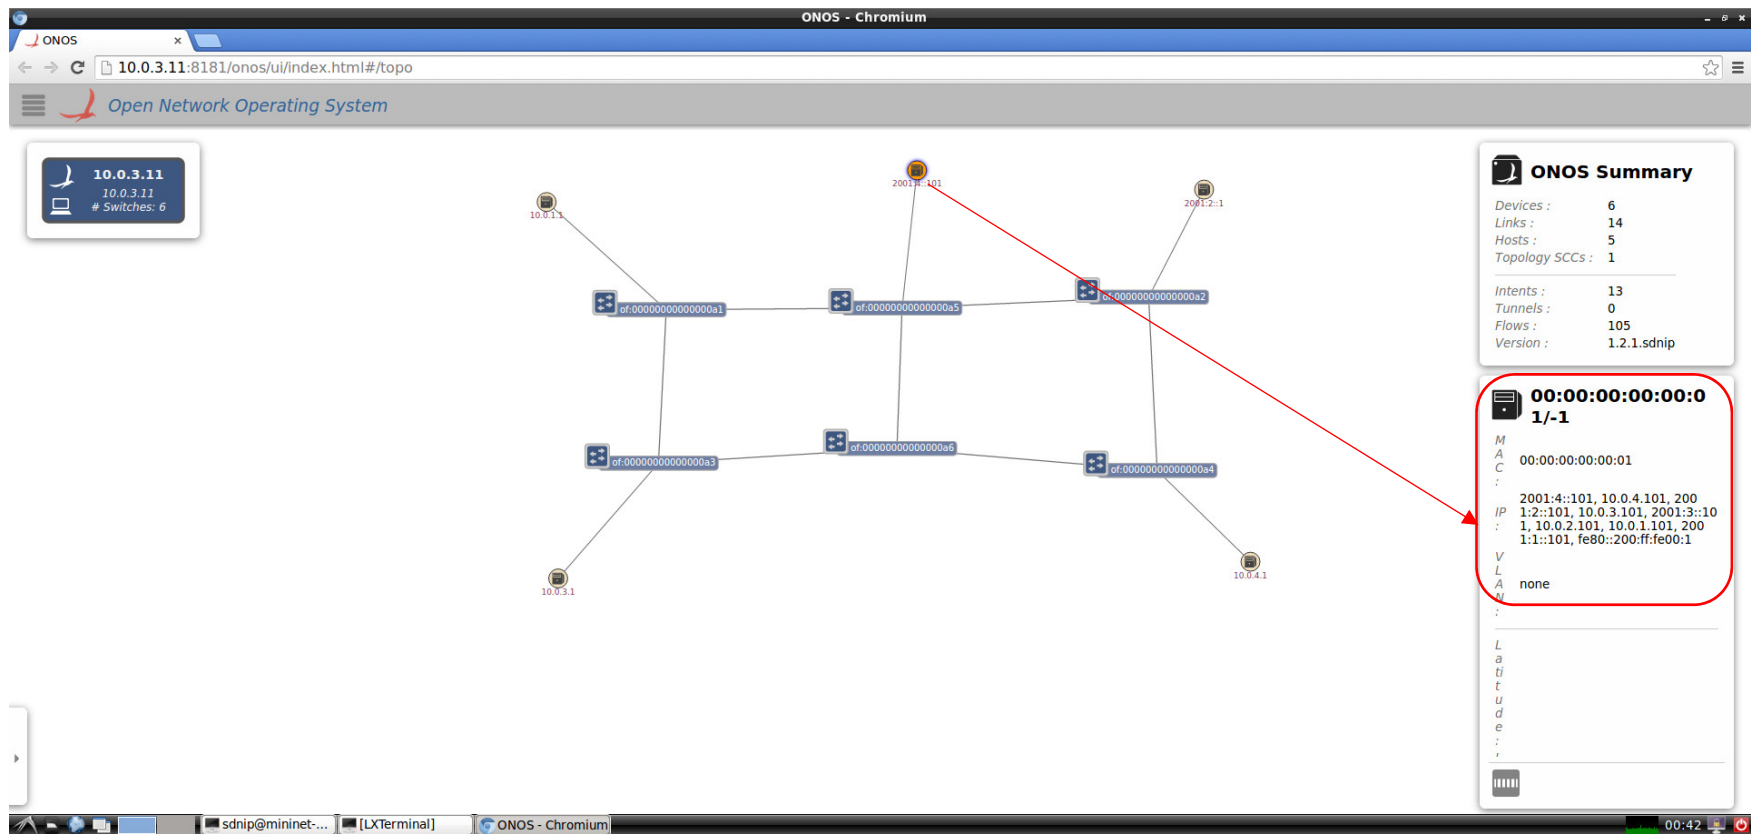 ONOS - Chromium
ONOS
10.0.3.11:8181/onos/ui/index.html#/topo
Open Network Operating System
10.0.3.11
10.0.3.11
# Switches: 6
2001:4::101
10.0.1.1
2001:2::1
of:00000000000000a1
of:00000000000000a5
of:00000000000000a2
of:00000000000000a3
of:00000000000000a6
of:00000000000000a4
10.0.3.1
10.0.4.1
ONOS Summary
Devices : 6
Links : 14
Hosts : 5
Topology SCCs : 1
Intents : 13
Tunnels : 0
Flows : 105
Version : 1.2.1.sdnip
00:00:00:00:00:0
1/-1
MAC : 00:00:00:00:00:01
IP : 2001:4::101, 10.0.4.101, 200
1:2::101, 10.0.3.101, 2001:3::10
1, 10.0.2.101, 10.0.1.101, 200
1:1::101, fe80::200:ff:fe00:1
VLAN : none
Latitude :
sdnip@mininet-...
[LXTerminal]
ONOS - Chromium
00:42